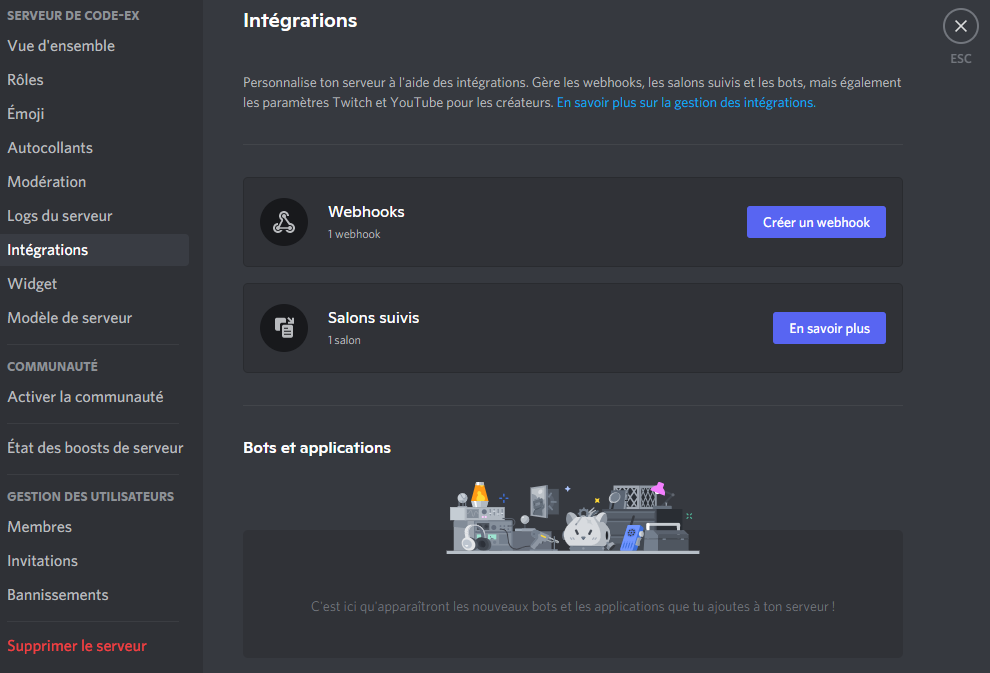 SERVEUR DE CODE-EX
Vue d'ensemble
Rôles
Émoji
Autocollants
Modération
Logs du serveur
Intégrations
Widget
Modèle de serveur
COMMUNAUTÉ
Activer la communauté
État des boosts de serveur
GESTION DES UTILISATEURS
Membres
Invitations
Bannissements
Supprimer le serveur
Intégrations
ESC
Personnalise ton serveur à l'aide des intégrations. Gère les webhooks, les salons suivis et les bots, mais également
les paramètres Twitch et YouTube pour les créateurs. En savoir plus sur la gestion des intégrations.
Webhooks
1 webhook
Créer un webhook
Salons suivis
1 salon
En savoir plus
Bots et applications
C'est ici qu'apparaîtront les nouveaux bots et les applications que tu ajoutes à ton serveur !